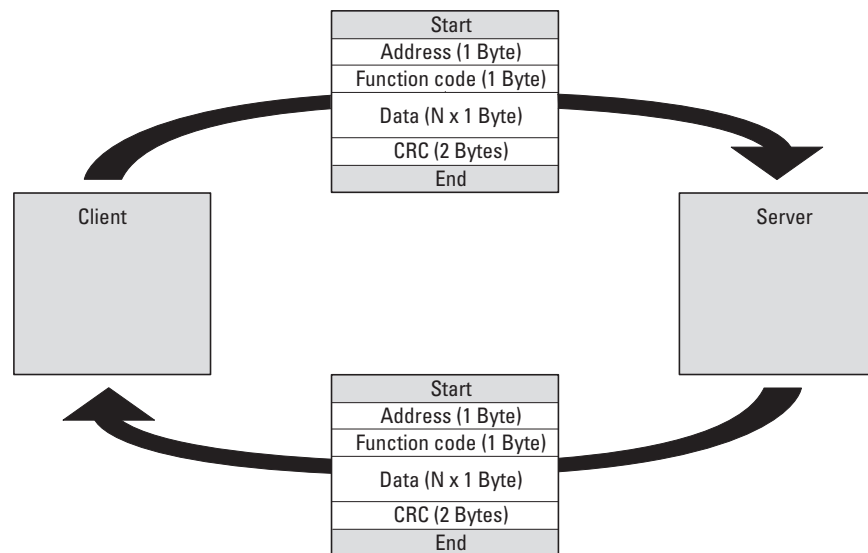 Start
Address (1 Byte)
Function code (1 Byte)
Data (N x 1 Byte)
CRC (2 Bytes)
End
Client
Server
Start
Address (1 Byte)
Function code (1 Byte)
Data (N x 1 Byte)
CRC (2 Bytes)
End